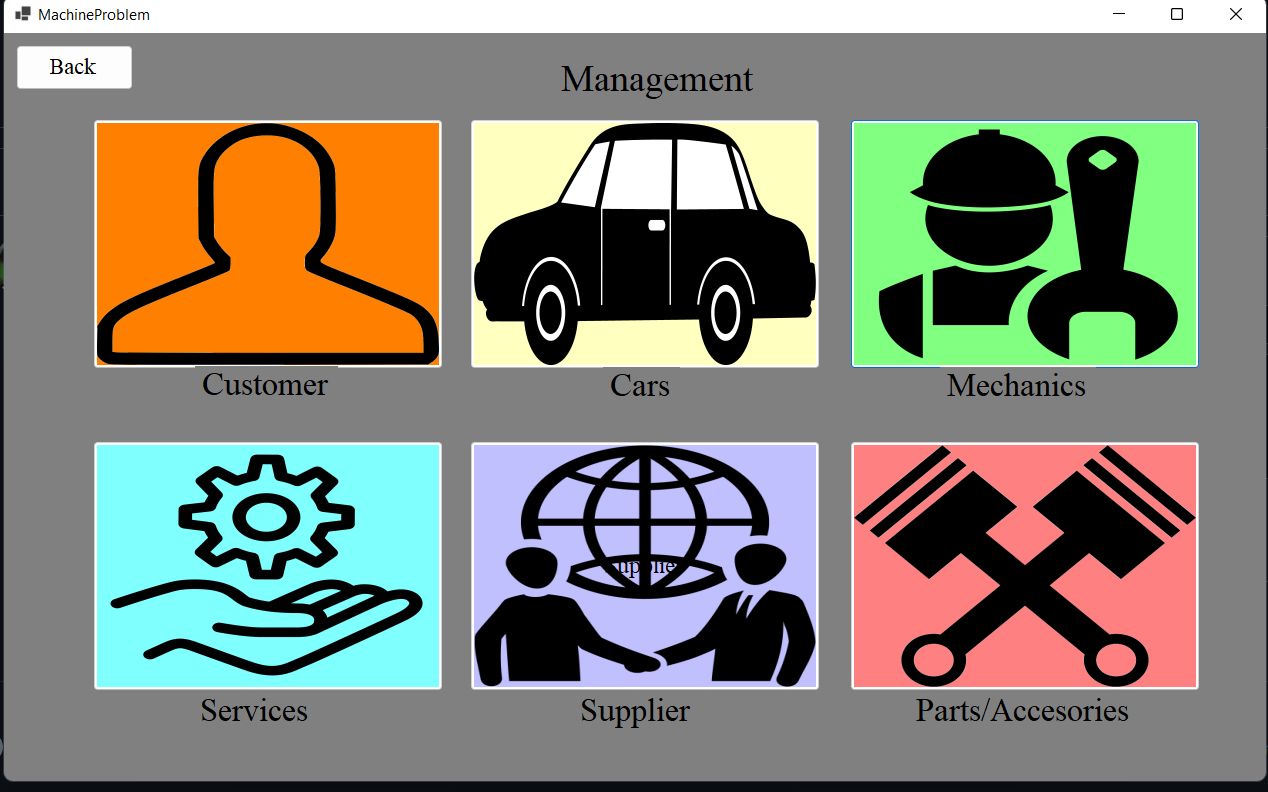 MachineProblem
Back
Management
Customer
Cars
Mechanics
Services
Supplier
Parts/Accesories